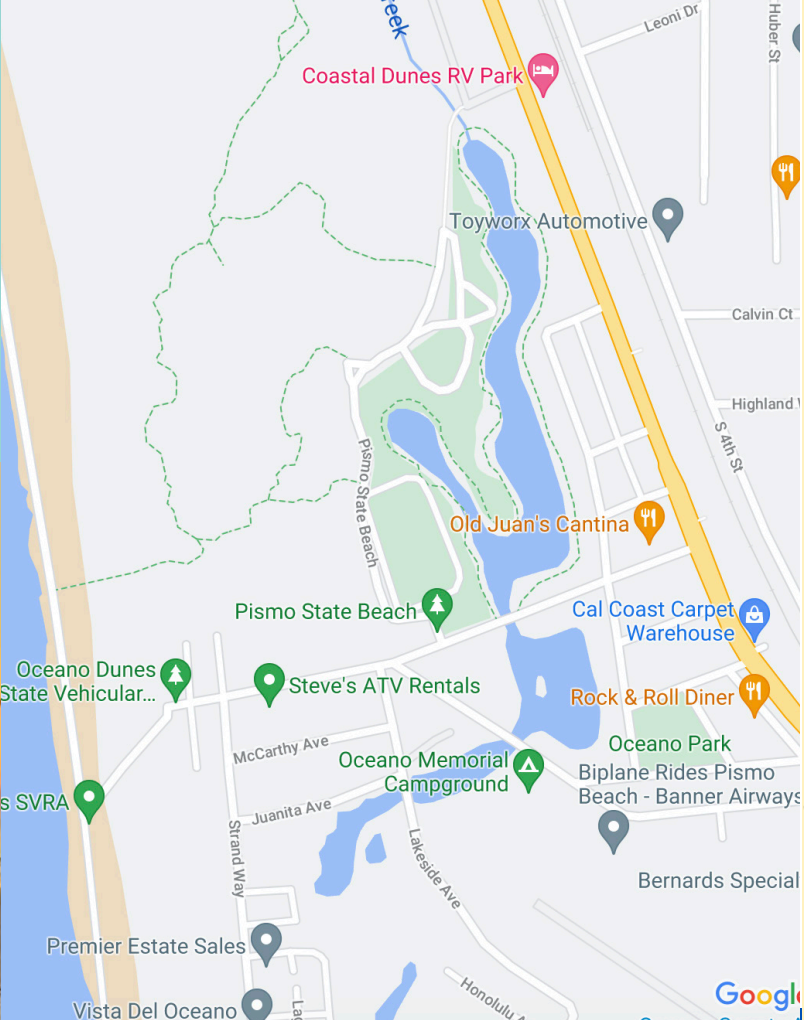 eek
Leoni Dr
Huber St
Coastal Dunes RV Park
Toyworx Automotive
Calvin Ct
Highland
S 4th St
Pismo State Beach
Old Juan's Cantina
Pismo State Beach
Cal Coast Carpet
Warehouse
Oceano Dunes
State Vehicular...
Steve's ATV Rentals
Rock & Roll Diner
McCarthy Ave
Oceano Park
Oceano Memorial
Campground
Biplane Rides Pismo
Beach - Banner Airways
s SVRA
Juanita Ave
Strand Way
Lakeside Ave
Bernards Special
Premier Estate Sales
Honolulu
Vista Del Oceano
Google